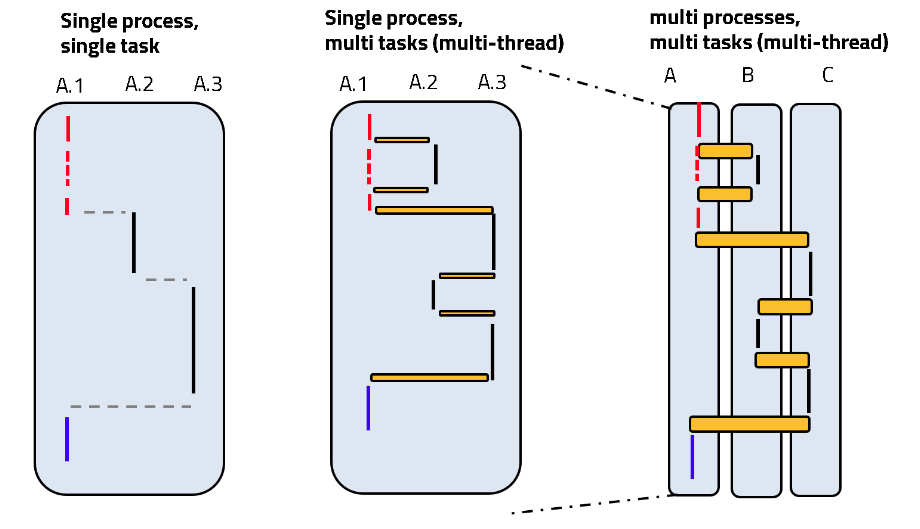 Single process,
single task
A.1 A.2 A.3
Single process,
multi tasks (multi-thread)
A.1 A.2 A.3
multi processes,
multi tasks (multi-thread)
A B C